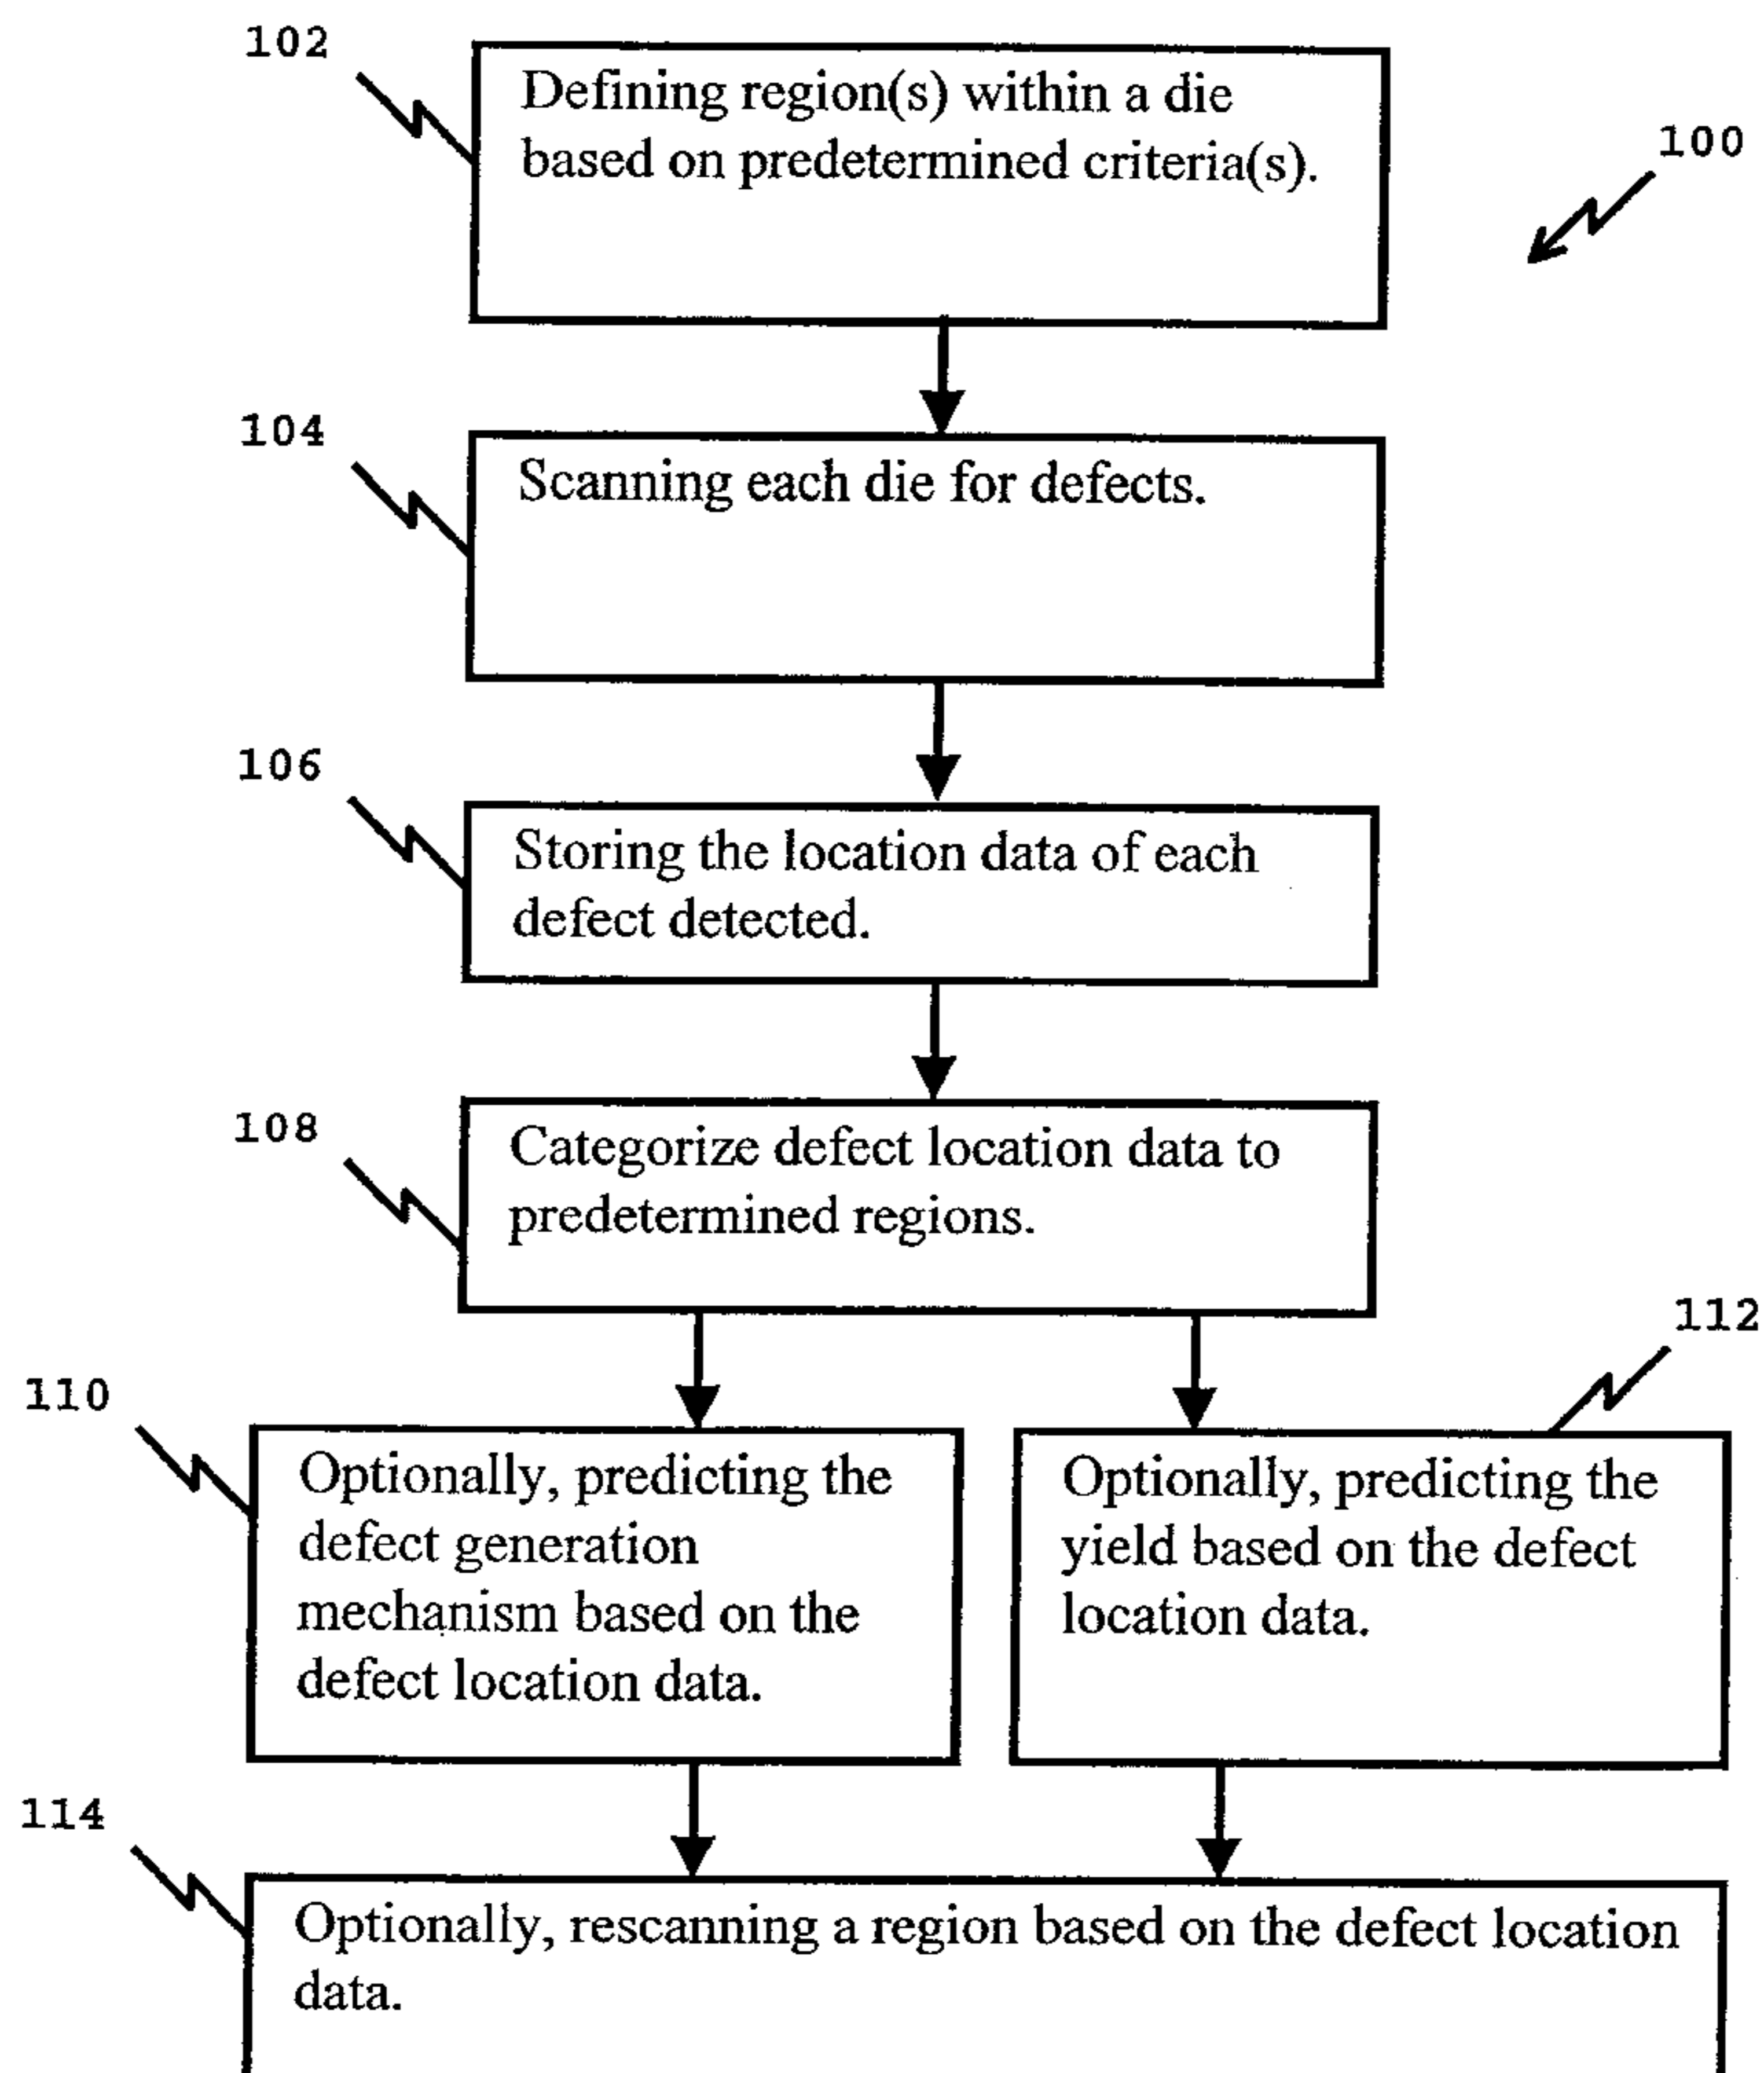 102
Defining region(s) within a die
based on predetermined criteria(s).
100
104
Scanning each die for defects.
106
Storing the location data of each
defect detected.
108
Categorize defect location data to
predetermined regions.
112
110
Optionally, predicting the
defect generation
mechanism based on the
defect location data.
Optionally, predicting the
yield based on the defect
location data.
114
Optionally, rescanning a region based on the defect location
data.